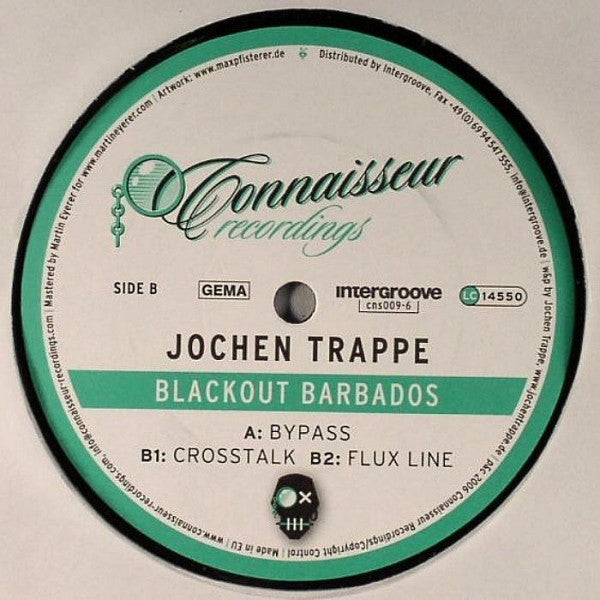 Mastered by Martin Eyerer for www.martineyerer.com | Artwork: www.maxpfisterer.de
Distributed by Intergroove, Fax +49(0)69 94 547 555, info@intergroove.de | w&p by Jochen Trappe, www.jochentrappe.de | p&c 2006 Connaisseur Recordings/Copyright Control | Made in EU | www.connaisseur-recordings.com, info@connaisseur-recordings.com |
Connaisseur
recordings
SIDE B
GEMA
intergroove
cns009-6
LC 14550
JOCHEN TRAPPE
BLACKOUT BARBADOS
A: BYPASS
B1: CROSSTALK B2: FLUX LINE